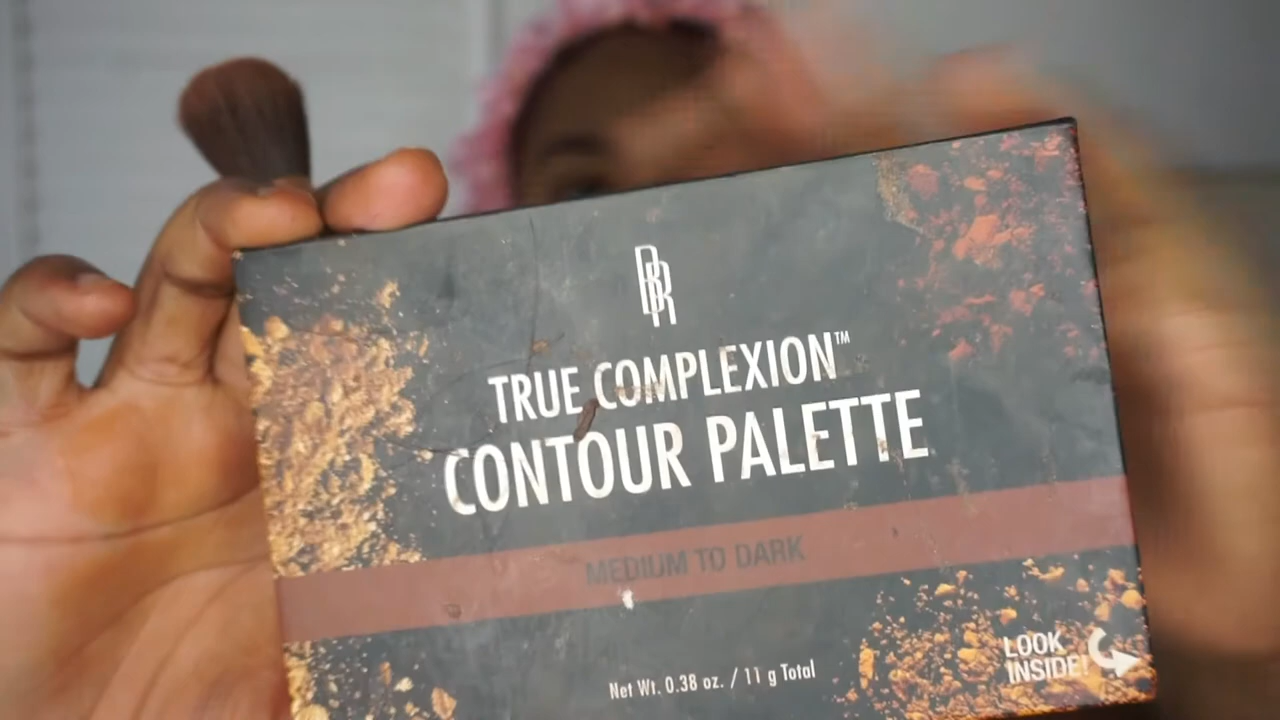 BR
TRUE COMPLEXION™
CONTOUR PALETTE
MEDIUM TO DARK
Net Wt. 0.38 oz. / 11 g Total
LOOK
INSIDE!